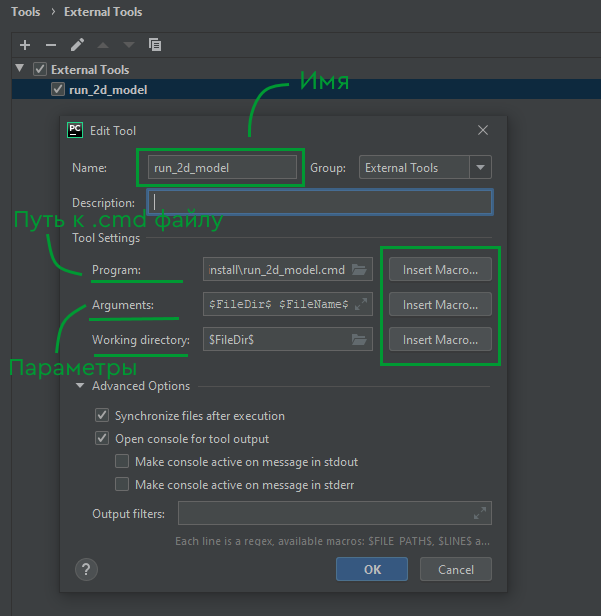 Tools › External Tools
External Tools
run_2d_model
Имя
PC Edit Tool
Name: run_2d_model Group: External Tools
Description:
Путь к .cmd файлу
Tool Settings
Program: nstall\run_2d_model.cmd Insert Macro...
Arguments: $FileDir$ $FileName$ Insert Macro...
Working directory: $FileDir$ Insert Macro...
Параметры
Advanced Options
Synchronize files after execution
Open console for tool output
Make console active on message in stdout
Make console active on message in stderr
Output filters:
Each line is a regex, available macros: $FILE_PATH$, $LINE$ a...
? OK Cancel